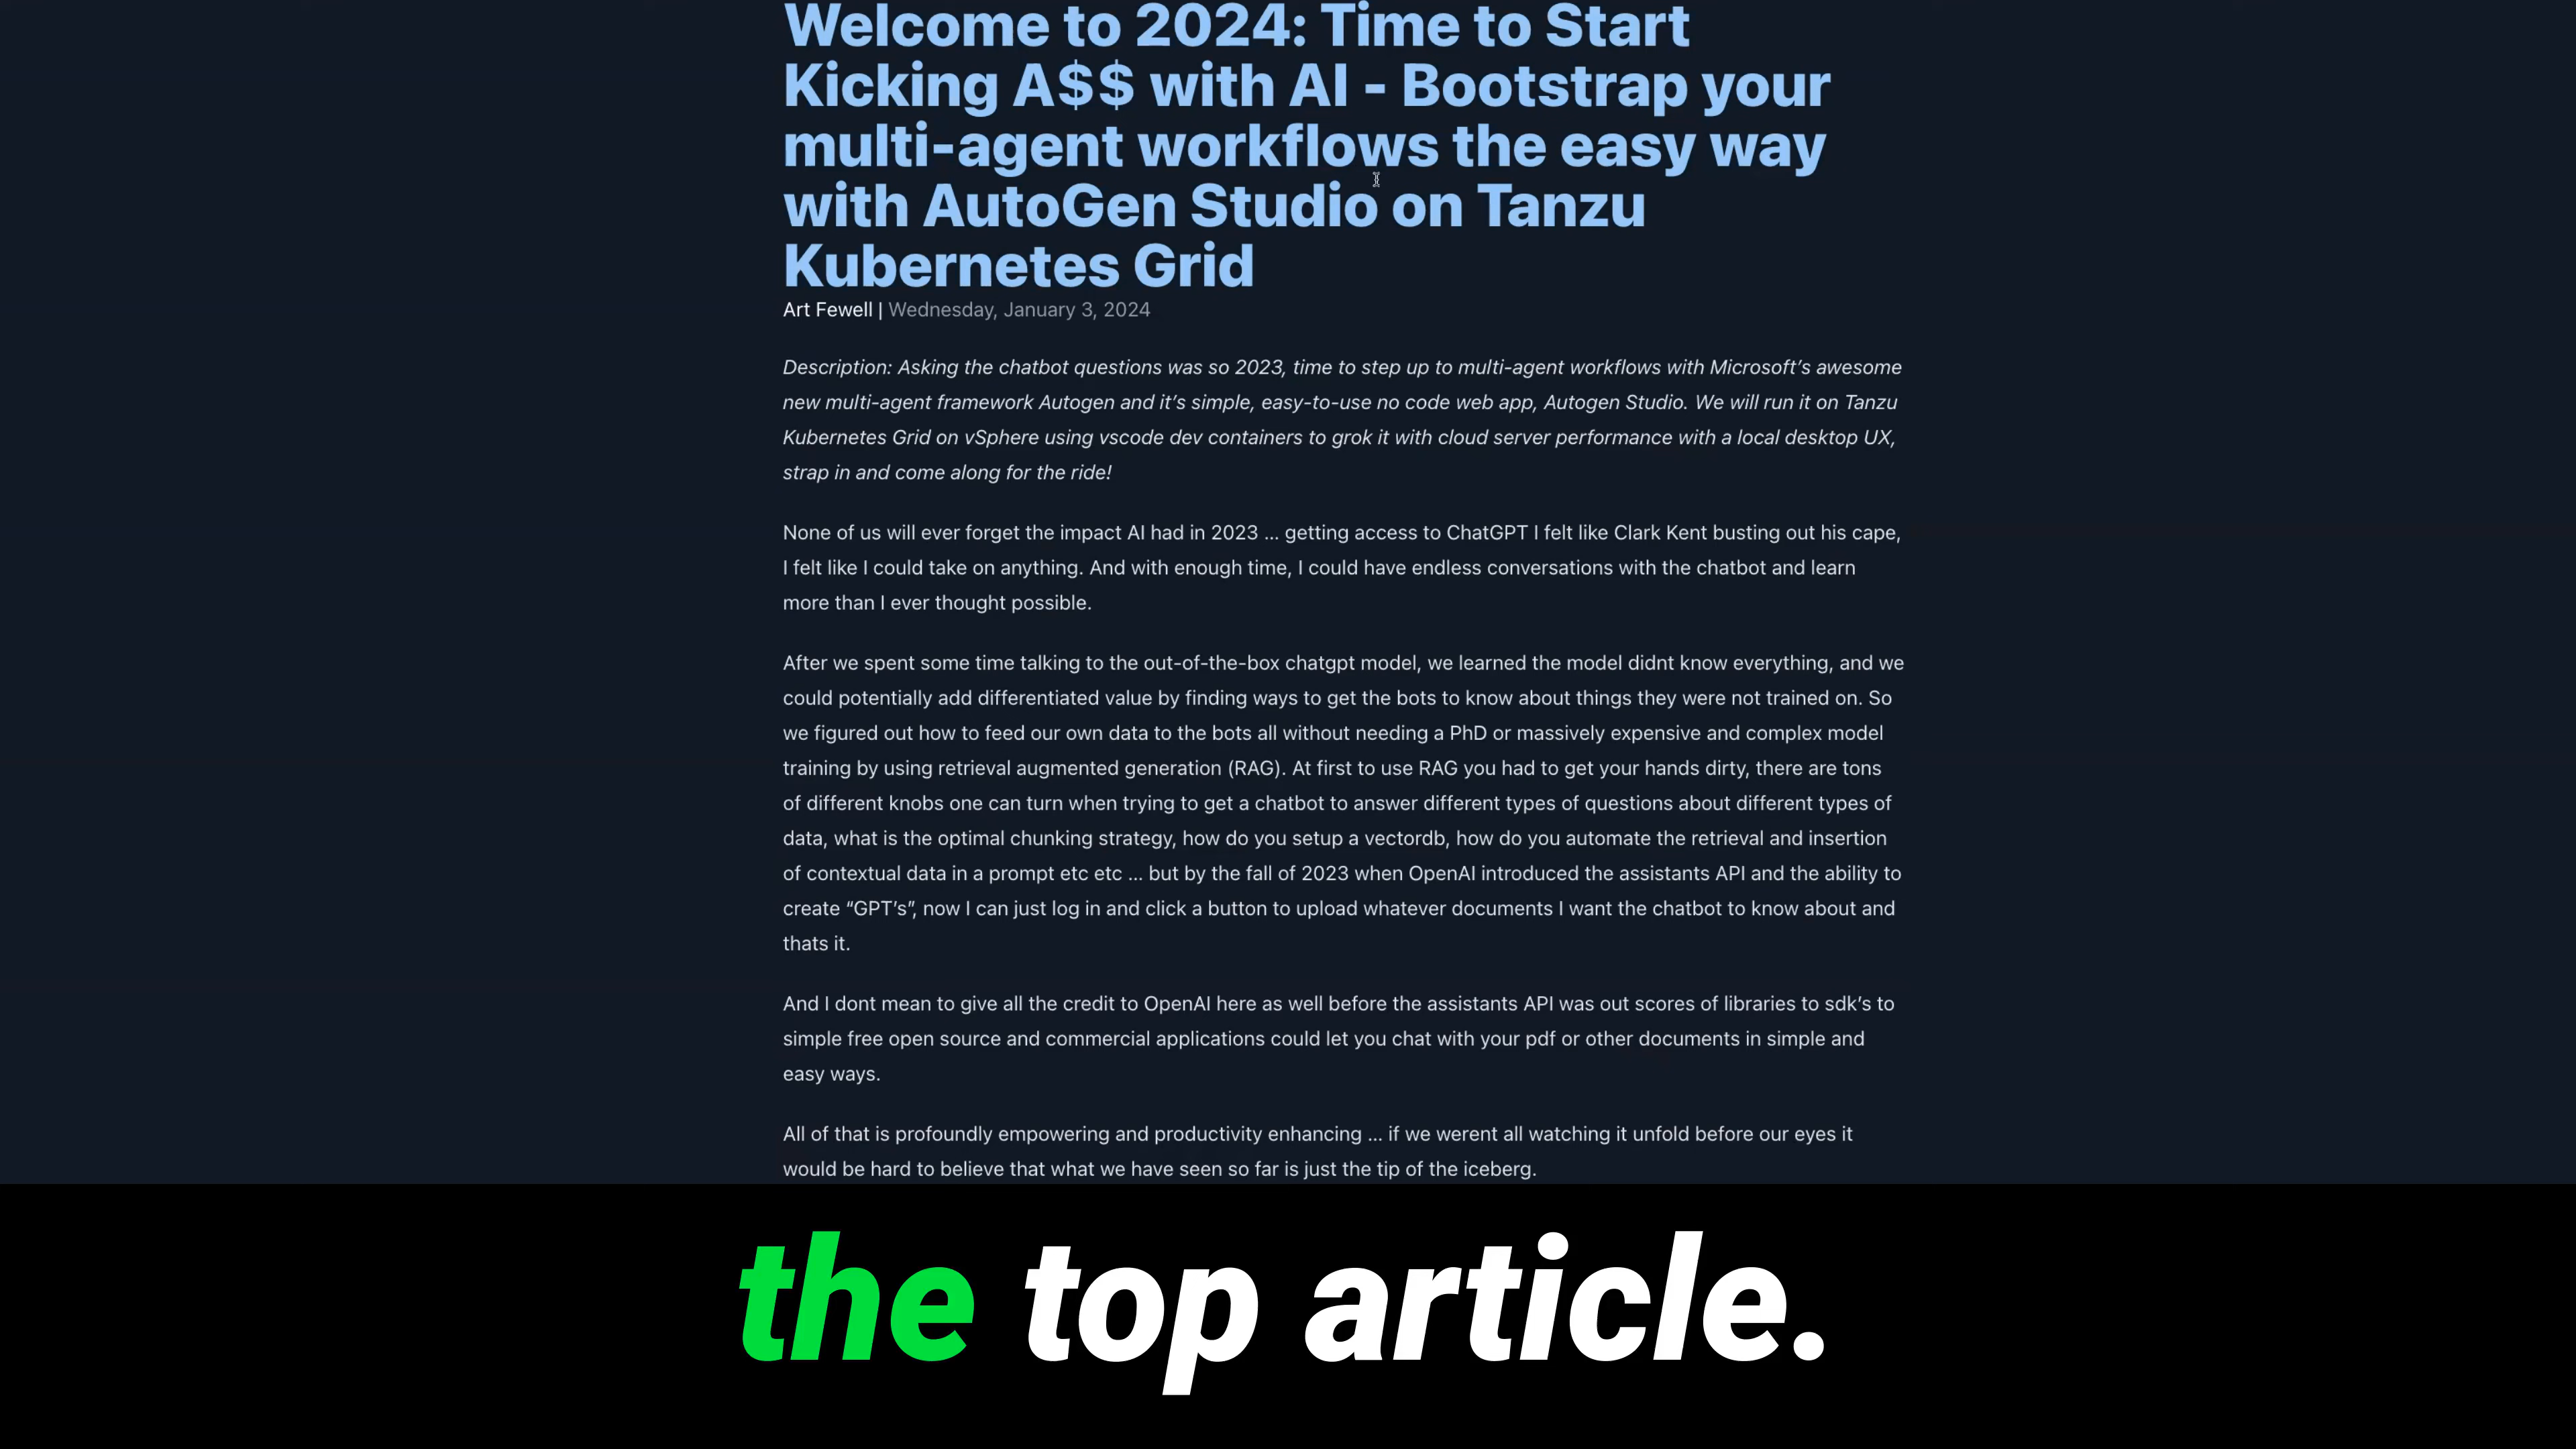 Welcome to 2024: Time to Start
Kicking A$$ with AI - Bootstrap your
multi-agent workflows the easy way
with AutoGen Studio on Tanzu
Kubernetes Grid
Art Fewell | Wednesday, January 3, 2024
Description: Asking the chatbot questions was so 2023, time to step up to multi-agent workflows with Microsoft’s awesome
new multi-agent framework Autogen and it’s simple, easy-to-use no code web app, Autogen Studio. We will run it on Tanzu
Kubernetes Grid on vSphere using vscode dev containers to grok it with cloud server performance with a local desktop UX,
strap in and come along for the ride!
None of us will ever forget the impact AI had in 2023 … getting access to ChatGPT I felt like Clark Kent busting out his cape,
I felt like I could take on anything. And with enough time, I could have endless conversations with the chatbot and learn
more than I ever thought possible.
After we spent some time talking to the out-of-the-box chatgpt model, we learned the model didnt know everything, and we
could potentially add differentiated value by finding ways to get the bots to know about things they were not trained on. So
we figured out how to feed our own data to the bots all without needing a PhD or massively expensive and complex model
training by using retrieval augmented generation (RAG). At first to use RAG you had to get your hands dirty, there are tons
of different knobs one can turn when trying to get a chatbot to answer different types of questions about different types of
data, what is the optimal chunking strategy, how do you setup a vectordb, how do you automate the retrieval and insertion
of contextual data in a prompt etc etc … but by the fall of 2023 when OpenAI introduced the assistants API and the ability to
create “GPT’s”, now I can just log in and click a button to upload whatever documents I want the chatbot to know about and
thats it.
And I dont mean to give all the credit to OpenAI here as well before the assistants API was out scores of libraries to sdk’s to
simple free open source and commercial applications could let you chat with your pdf or other documents in simple and
easy ways.
All of that is profoundly empowering and productivity enhancing … if we werent all watching it unfold before our eyes it
would be hard to believe that what we have seen so far is just the tip of the iceberg.
the top article.